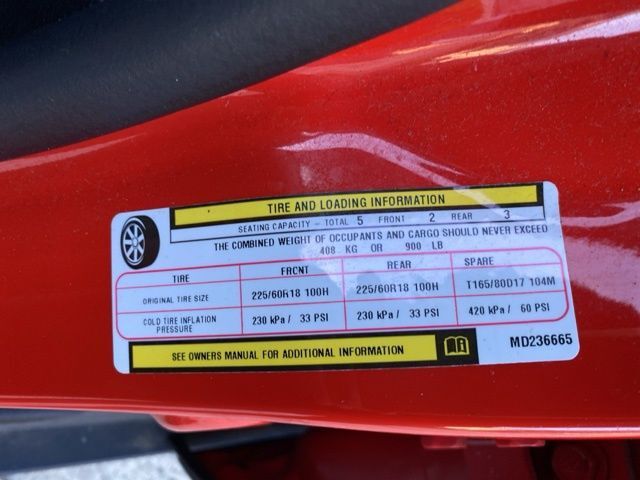 TIRE AND LOADING INFORMATION
SEATING CAPACITY - TOTAL 5 FRONT 2 REAR 3
THE COMBINED WEIGHT OF OCCUPANTS AND CARGO SHOULD NEVER EXCEED
408 KG OR 900 LB
TIRE FRONT REAR SPARE
ORIGINAL TIRE SIZE 225/60R18 100H 225/60R18 100H T165/80D17 104M
COLD TIRE INFLATION PRESSURE 230 kPa / 33 PSI 230 kPa / 33 PSI 420 kPa / 60 PSI
SEE OWNERS MANUAL FOR ADDITIONAL INFORMATION
MD236665